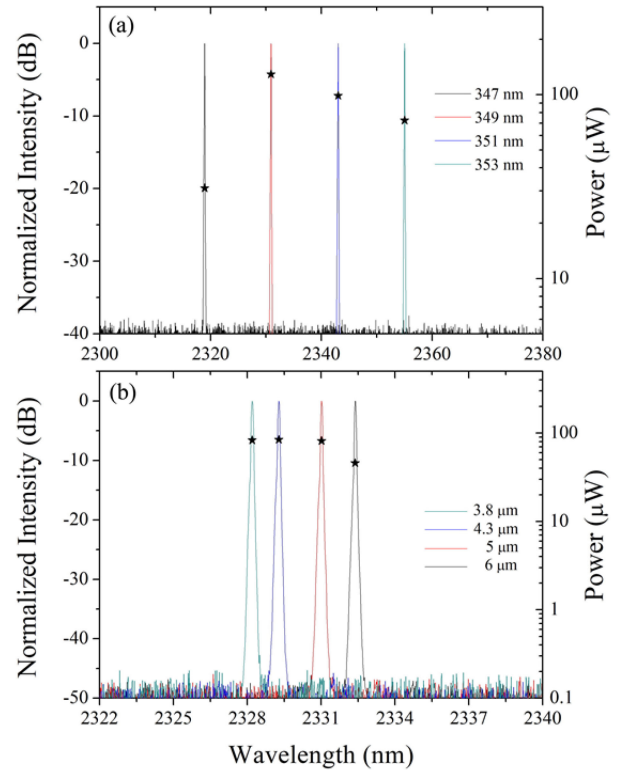 (a)
0
-10
-20
-30
-40
Normalized Intensity (dB)
100
10
Power (μW)
347 nm
349 nm
351 nm
353 nm
2300 2320 2340 2360 2380
(b)
0
-10
-20
-30
-40
-50
Normalized Intensity (dB)
100
10
1
0.1
Power (μW)
3.8 μm
4.3 μm
5 μm
6 μm
2322 2325 2328 2331 2334 2337 2340
Wavelength (nm)